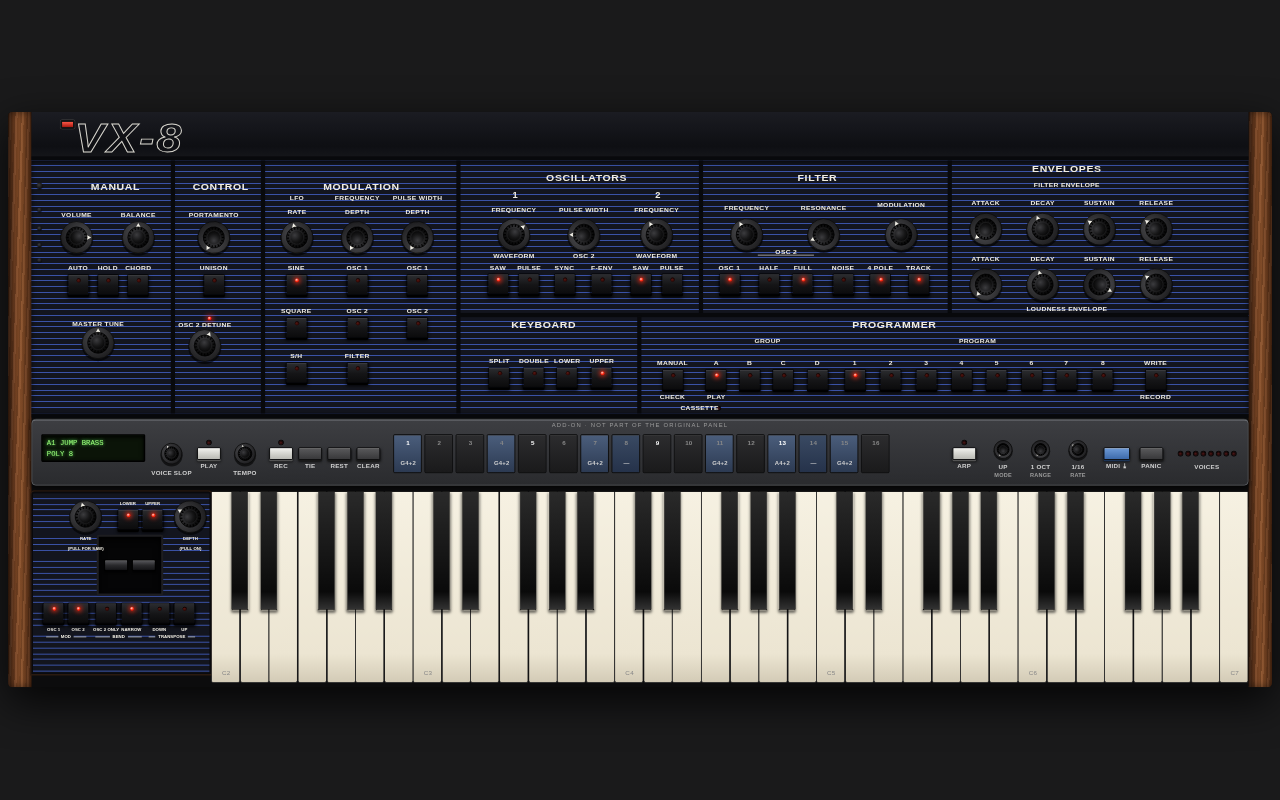 VX-8
MANUAL
VOLUME BALANCE
AUTO HOLD CHORD
MASTER TUNE
CONTROL
PORTAMENTO
UNISON
OSC 2 DETUNE
MODULATION
LFO FREQUENCY PULSE WIDTH
RATE DEPTH DEPTH
SINE OSC 1 OSC 1
SQUARE OSC 2 OSC 2
S/H FILTER
OSCILLATORS
1 2
FREQUENCY PULSE WIDTH FREQUENCY
WAVEFORM OSC 2 WAVEFORM
SAW PULSE SYNC F-ENV SAW PULSE
FILTER
FREQUENCY RESONANCE MODULATION
OSC 2
OSC 1 HALF FULL NOISE 4 POLE TRACK
ENVELOPES
FILTER ENVELOPE
ATTACK DECAY SUSTAIN RELEASE
ATTACK DECAY SUSTAIN RELEASE
LOUDNESS ENVELOPE
KEYBOARD
SPLIT DOUBLE LOWER UPPER
PROGRAMMER
GROUP PROGRAM
MANUAL A B C D 1 2 3 4 5 6 7 8 WRITE
CHECK PLAY RECORD
CASSETTE
ADD-ON · NOT PART OF THE ORIGINAL PANEL
A1 JUMP BRASS
POLY 8
VOICE SLOP PLAY TEMPO REC TIE REST CLEAR
1 2 3 4 5 6 7 8 9 10 11 12 13 14 15 16
G4+2 G4+2 G4+2 — G4+2 A4+2 — G4+2
ARP UP 1 OCT 1/16 MIDI ⤓ PANIC VOICES
MODE RANGE RATE
LOWER UPPER
RATE DEPTH
(PULL FOR SAW) (PULL ON)
OSC 1 OSC 2 OSC 2 ONLY NARROW DOWN UP
MOD BEND TRANSPOSE
C2 C3 C4 C5 C6 C7